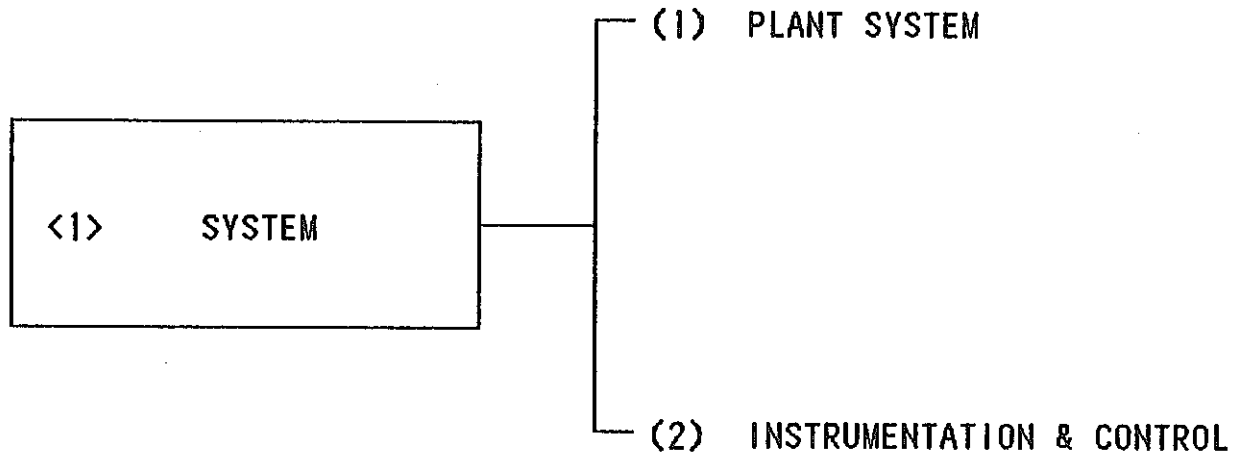 (1) PLANT SYSTEM
<1> SYSTEM
(2) INSTRUMENTATION & CONTROL